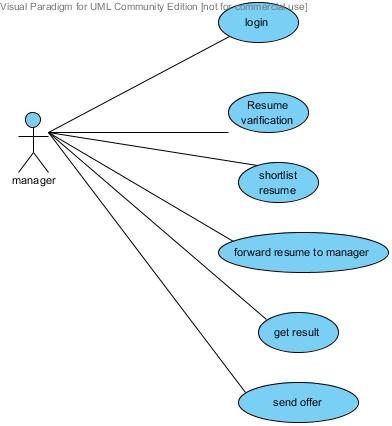 Visual Paradigm for UML Community Edition [not for commercial use]
login
Resume
varification
manager
shortlist
resume
forward resume to manager
get result
send offer